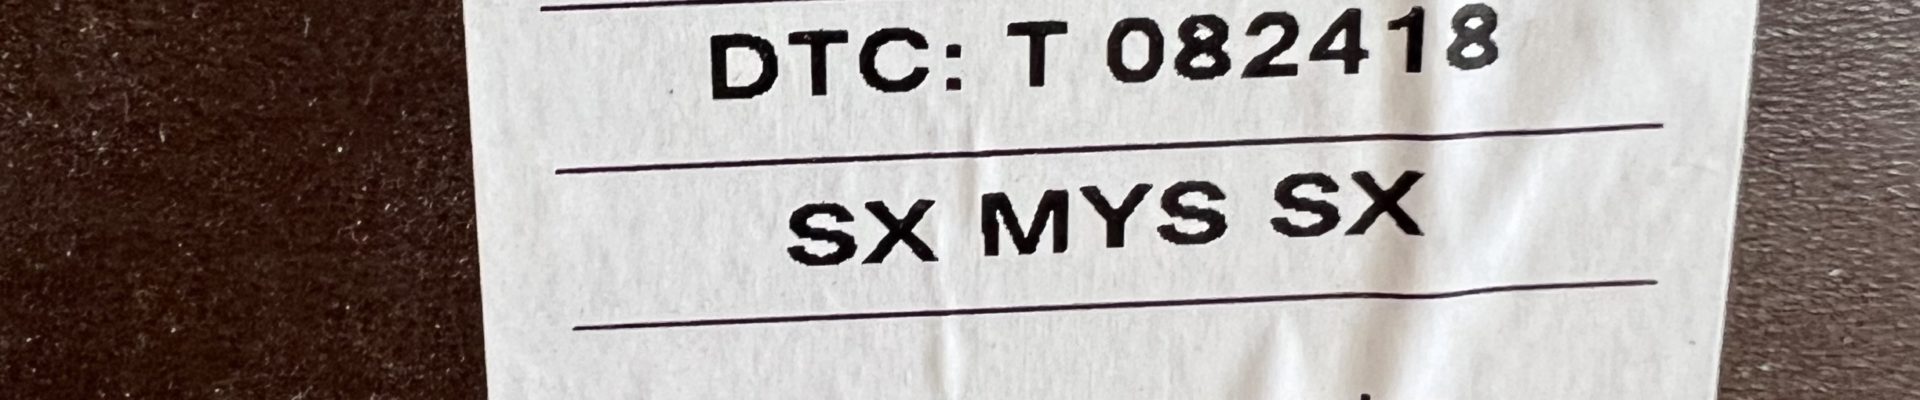 DTC: T 082418
SX MYS SX